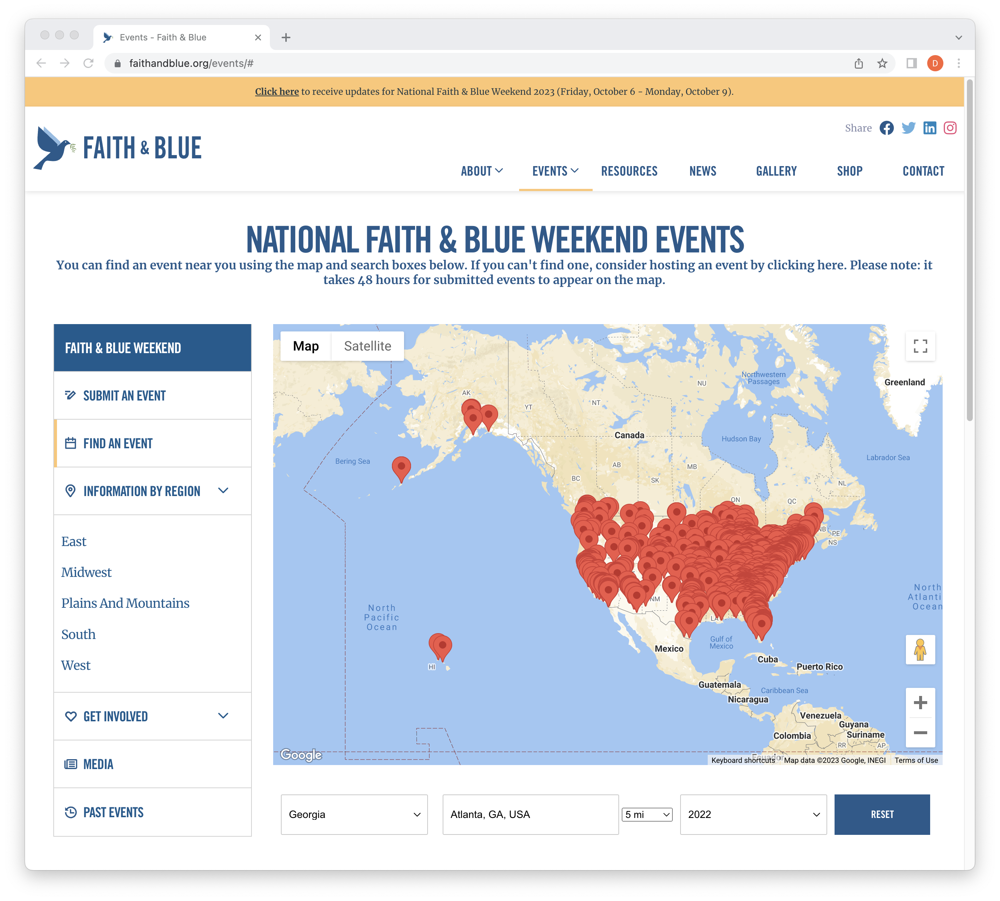 Events - Faith & Blue
faithandblue.org/events/#
D
Click here to receive updates for National Faith & Blue Weekend 2023 (Friday, October 6 - Monday, October 9).
FAITH & BLUE
Share
ABOUT
EVENTS
RESOURCES
NEWS
GALLERY
SHOP
CONTACT
NATIONAL FAITH & BLUE WEEKEND EVENTS
You can find an event near you using the map and search boxes below. If you can't find one, consider hosting an event by clicking here. Please note: it
takes 48 hours for submitted events to appear on the map.
FAITH & BLUE WEEKEND
SUBMIT AN EVENT
FIND AN EVENT
INFORMATION BY REGION
East
Midwest
Plains And Mountains
South
West
GET INVOLVED
MEDIA
PAST EVENTS
Map
Satellite
Northwestern
Passages
Greenland
NU
AK
NT
YT
Canada
Hudson Bay
Labrador Sea
Bering Sea
AB
MB
BC
SK
NL
ON
QC
NB
PE
NS
NM
LA
North
Atlanti
Ocean
North
Pacific
Ocean
Gulf of
Mexico
Mexico
Cuba
Puerto Rico
HI
Guatemala
Caribbean Sea
Nicaragua
Venezuela
Guyana
Colombia
Suriname
RR
AP
Ecuador
Google
Keyboard shortcuts
Map data ©2023 Google, INEGI
Terms of Use
Georgia
Atlanta, GA, USA
5 mi
2022
RESET